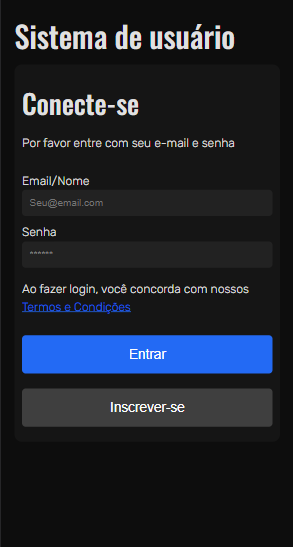 Sistema de usuário
Conecte-se
Por favor entre com seu e-mail e senha
Email/Nome
Seu@email.com
Senha
******
Ao fazer login, você concorda com nossos
Termos e Condições
Entrar
Inscrever-se